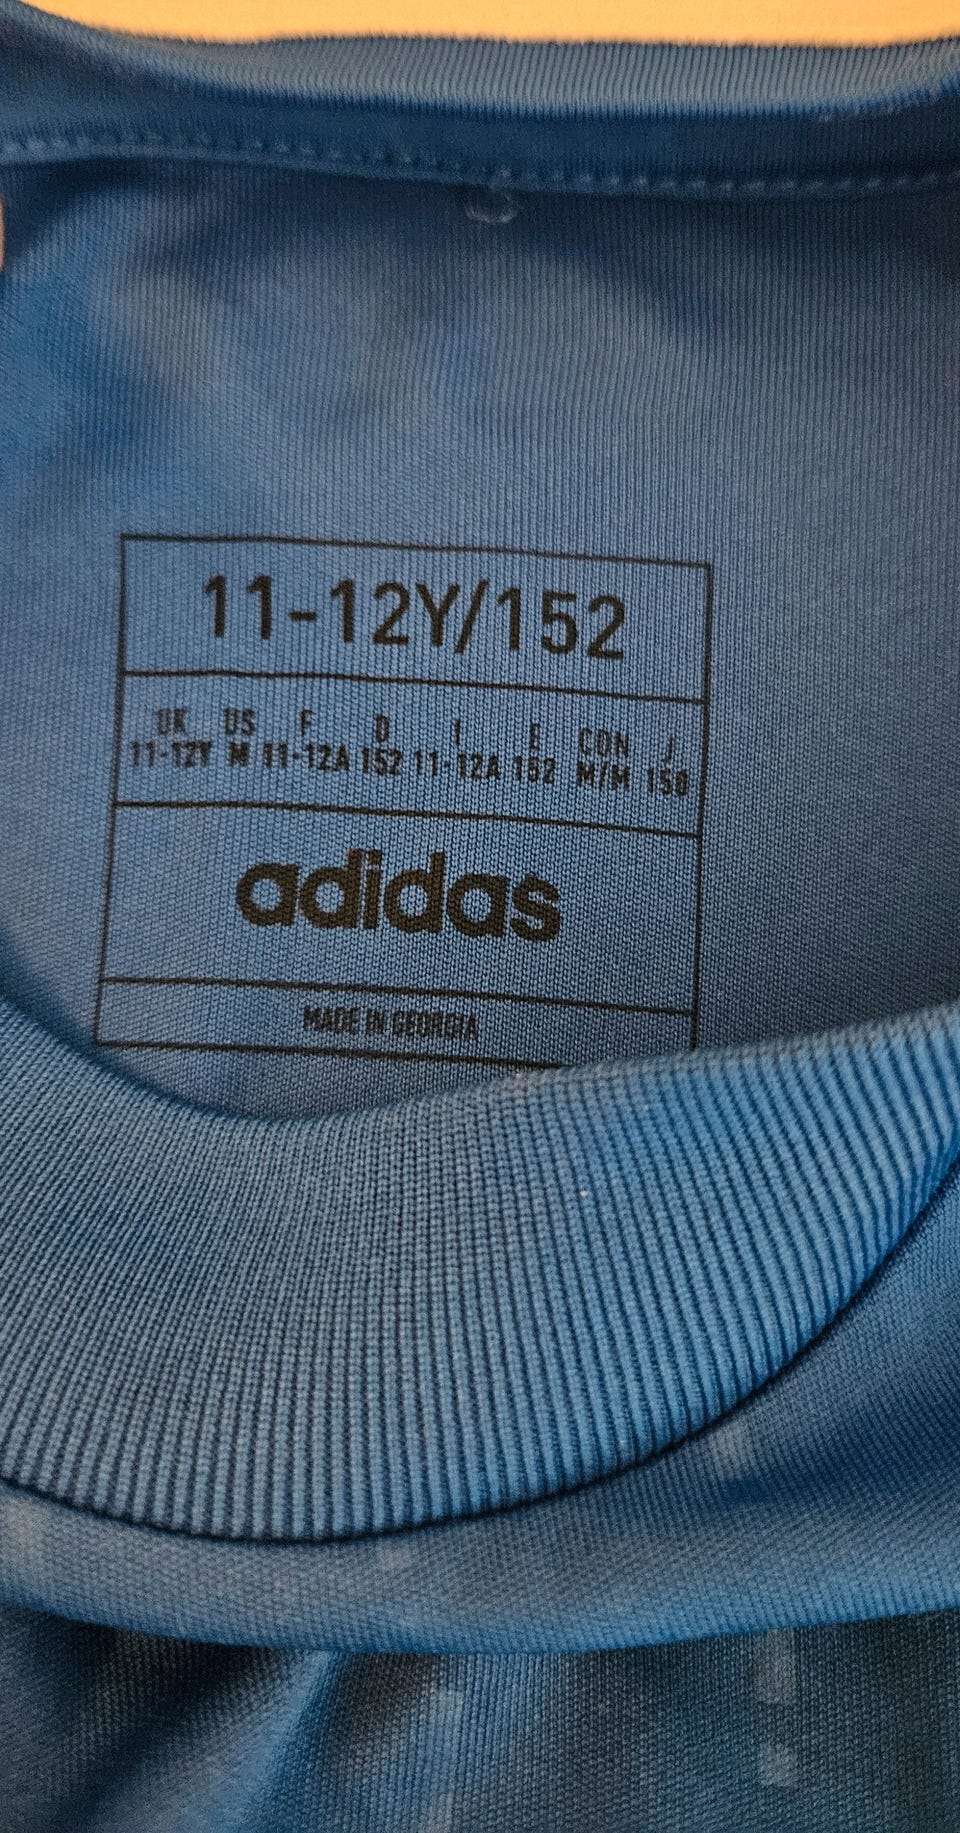 11-12Y/152
UK US F D I E CON J
11-12Y M 11-12A 152 11-12A 152 M/M 150
adidas
MADE IN GEORGIA